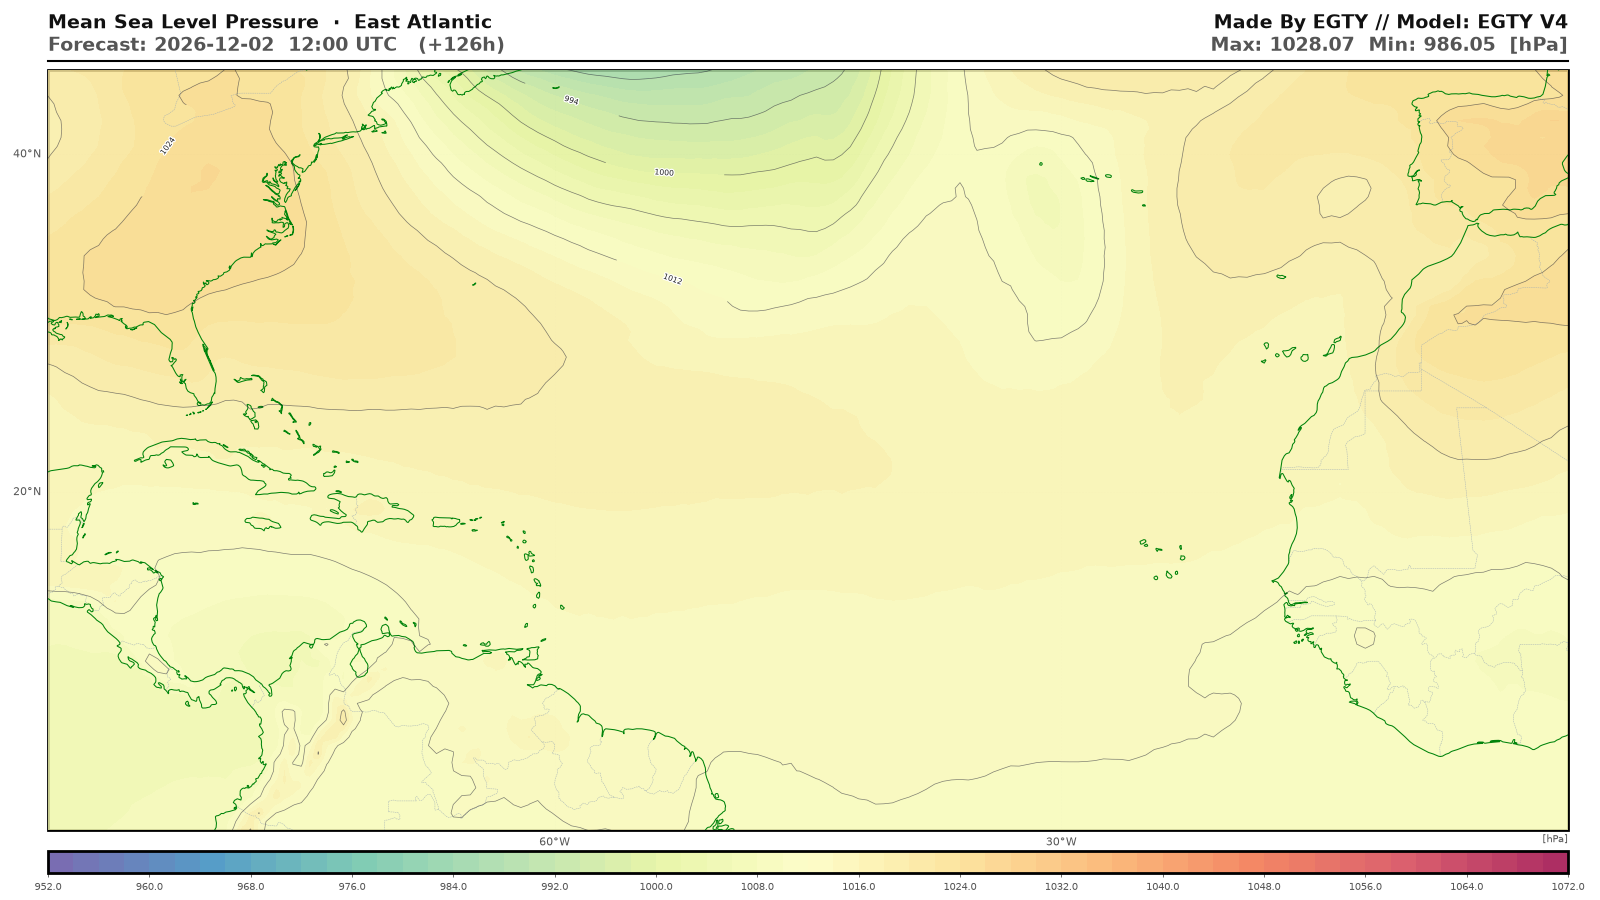 Mean Sea Level Pressure · East Atlantic
Made By EGTY // Model: EGTY V4
Forecast: 2026-12-02 12:00 UTC (+126h)
Max: 1028.07 Min: 986.05 [hPa]
994
1024
40°N
1000
1012
20°N
60°W
30°W
[hPa]
952.0 960.0 968.0 976.0 984.0 992.0 1000.0 1008.0 1016.0 1024.0 1032.0 1040.0 1048.0 1056.0 1064.0 1072.0